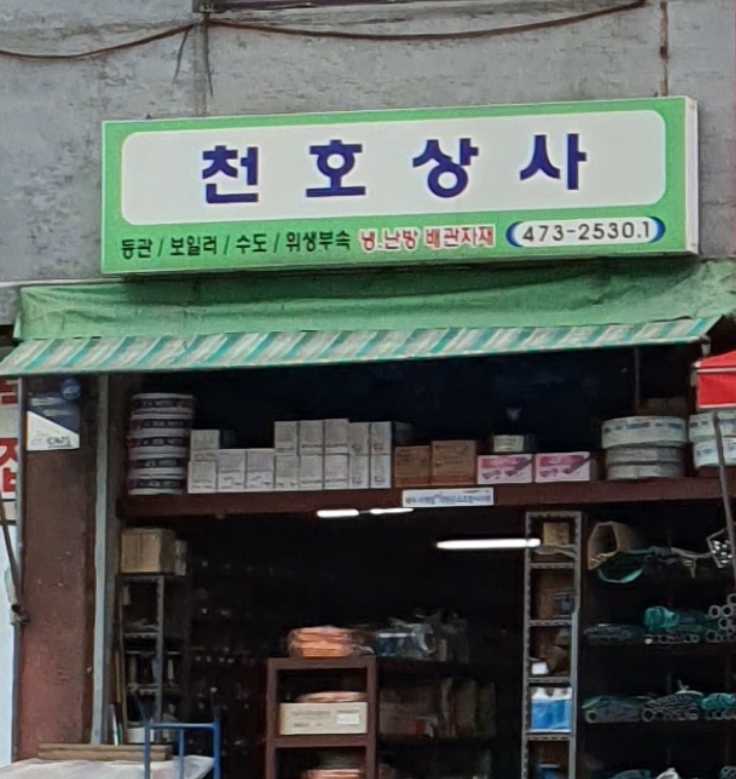 천호상사
동관 / 보일러 / 수도 / 위생부속 냉.난방 배관자재 473-2530.1